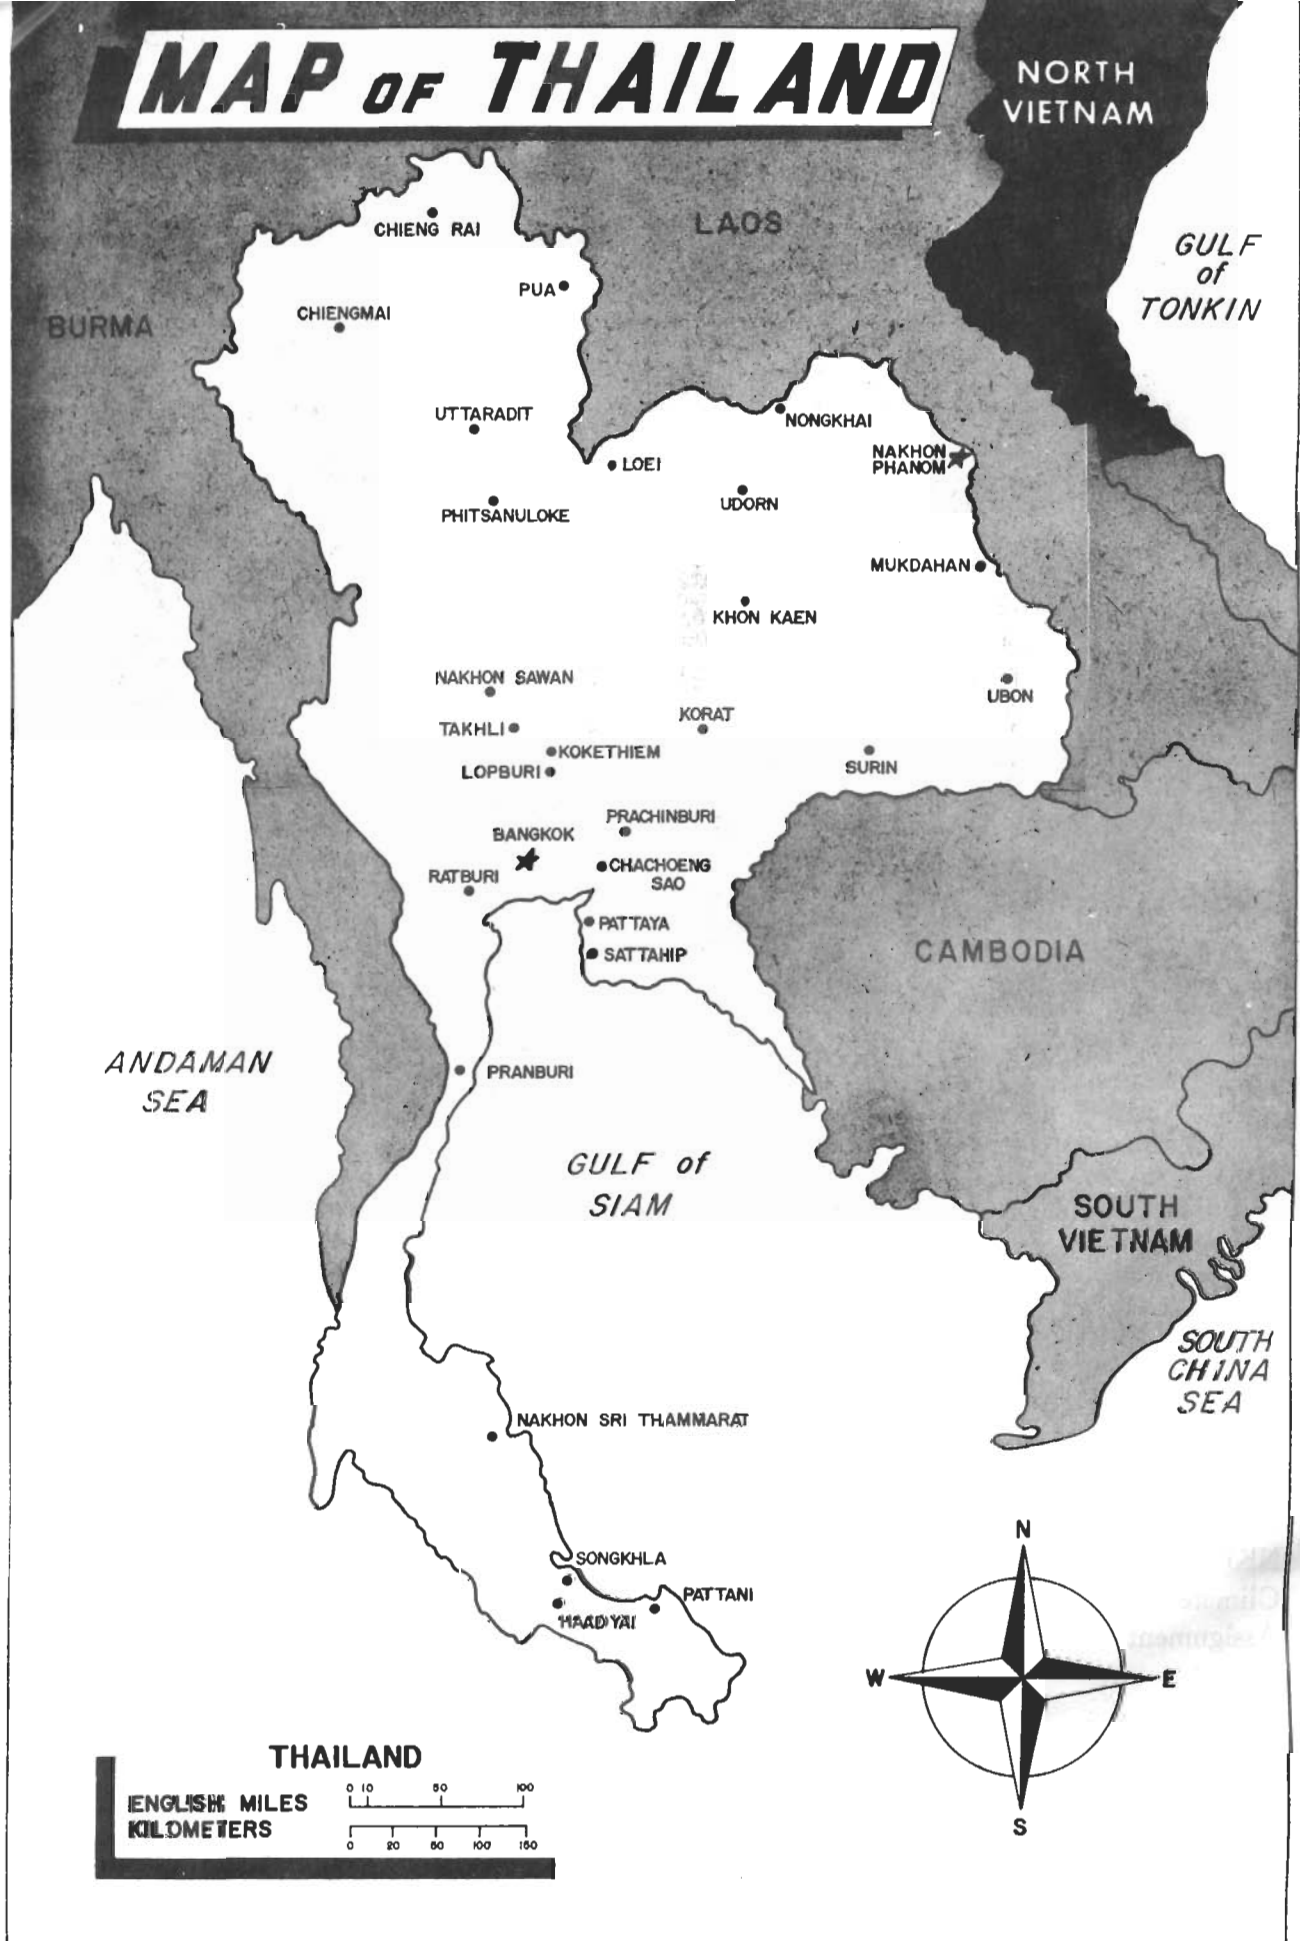 MAP OF THAILAND
NORTH
VIETNAM
LAOS
CHIENG RAI
GULF
of
TONKIN
PUA
BURMA
CHIENGMAI
UTTARADIT
NONGKHAI
LOEI
NAKHON
PHANOM
UDORN
PHITSANULOKE
MUKDAHAN
KHON KAEN
NAKHON SAWAN
UBON
TAKHLI
KORAT
KOKETHIEM
LOPBURI
SURIN
PRACHINBURI
BANGKOK
CHACHOENG
SAO
RATBURI
PATTAYA
SATTAHIP
CAMBODIA
ANDAMAN
SEA
PRANBURI
GULF of
SIAM
SOUTH
VIETNAM
SOUTH
CHINA
SEA
NAKHON SRI THAMMARAT
SONGKHLA
PATTANI
HAADYAI
N
W
E
S
THAILAND
0 10 50 100
ENGLISH MILES
KILOMETERS
0 20 60 100 150